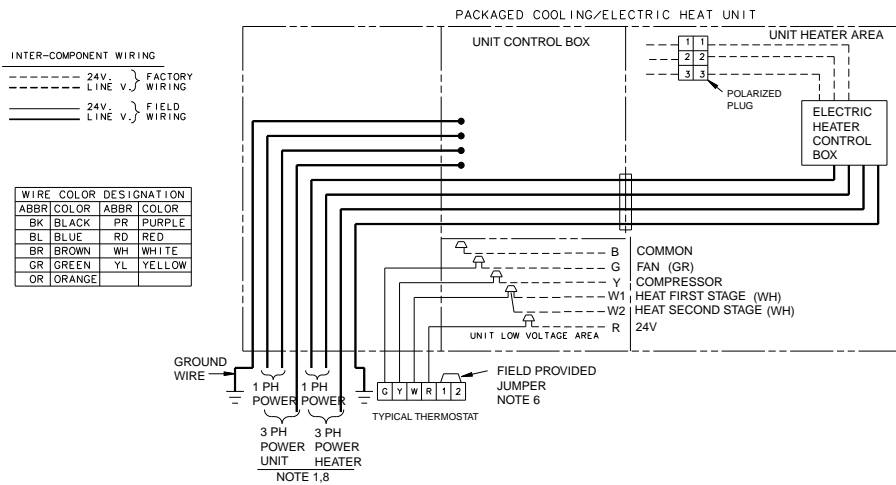 PACKAGED COOLING/ELECTRIC HEAT UNIT
INTER-COMPONENT WIRING
24V. } FACTORY
LINE V. } WIRING
24V. } FIELD
LINE V. } WIRING
UNIT CONTROL BOX
UNIT HEATER AREA
1 1
2 2
3 3
POLARIZED
PLUG
ELECTRIC
HEATER
CONTROL
BOX
WIRE COLOR DESIGNATION
ABBR COLOR ABBR COLOR
BK BLACK PR PURPLE
BL BLUE RD RED
BR BROWN WH WHITE
GR GREEN YL YELLOW
OR ORANGE
B COMMON
G FAN (GR)
Y COMPRESSOR
W1 HEAT FIRST STAGE (WH)
W2 HEAT SECOND STAGE (WH)
R 24V
UNIT LOW VOLTAGE AREA
GROUND
WIRE
1 PH
POWER
1 PH
POWER
3 PH
POWER
UNIT
3 PH
POWER
HEATER
NOTE 1,8
G Y W R 1 2
TYPICAL THERMOSTAT
FIELD PROVIDED
JUMPER
NOTE 6